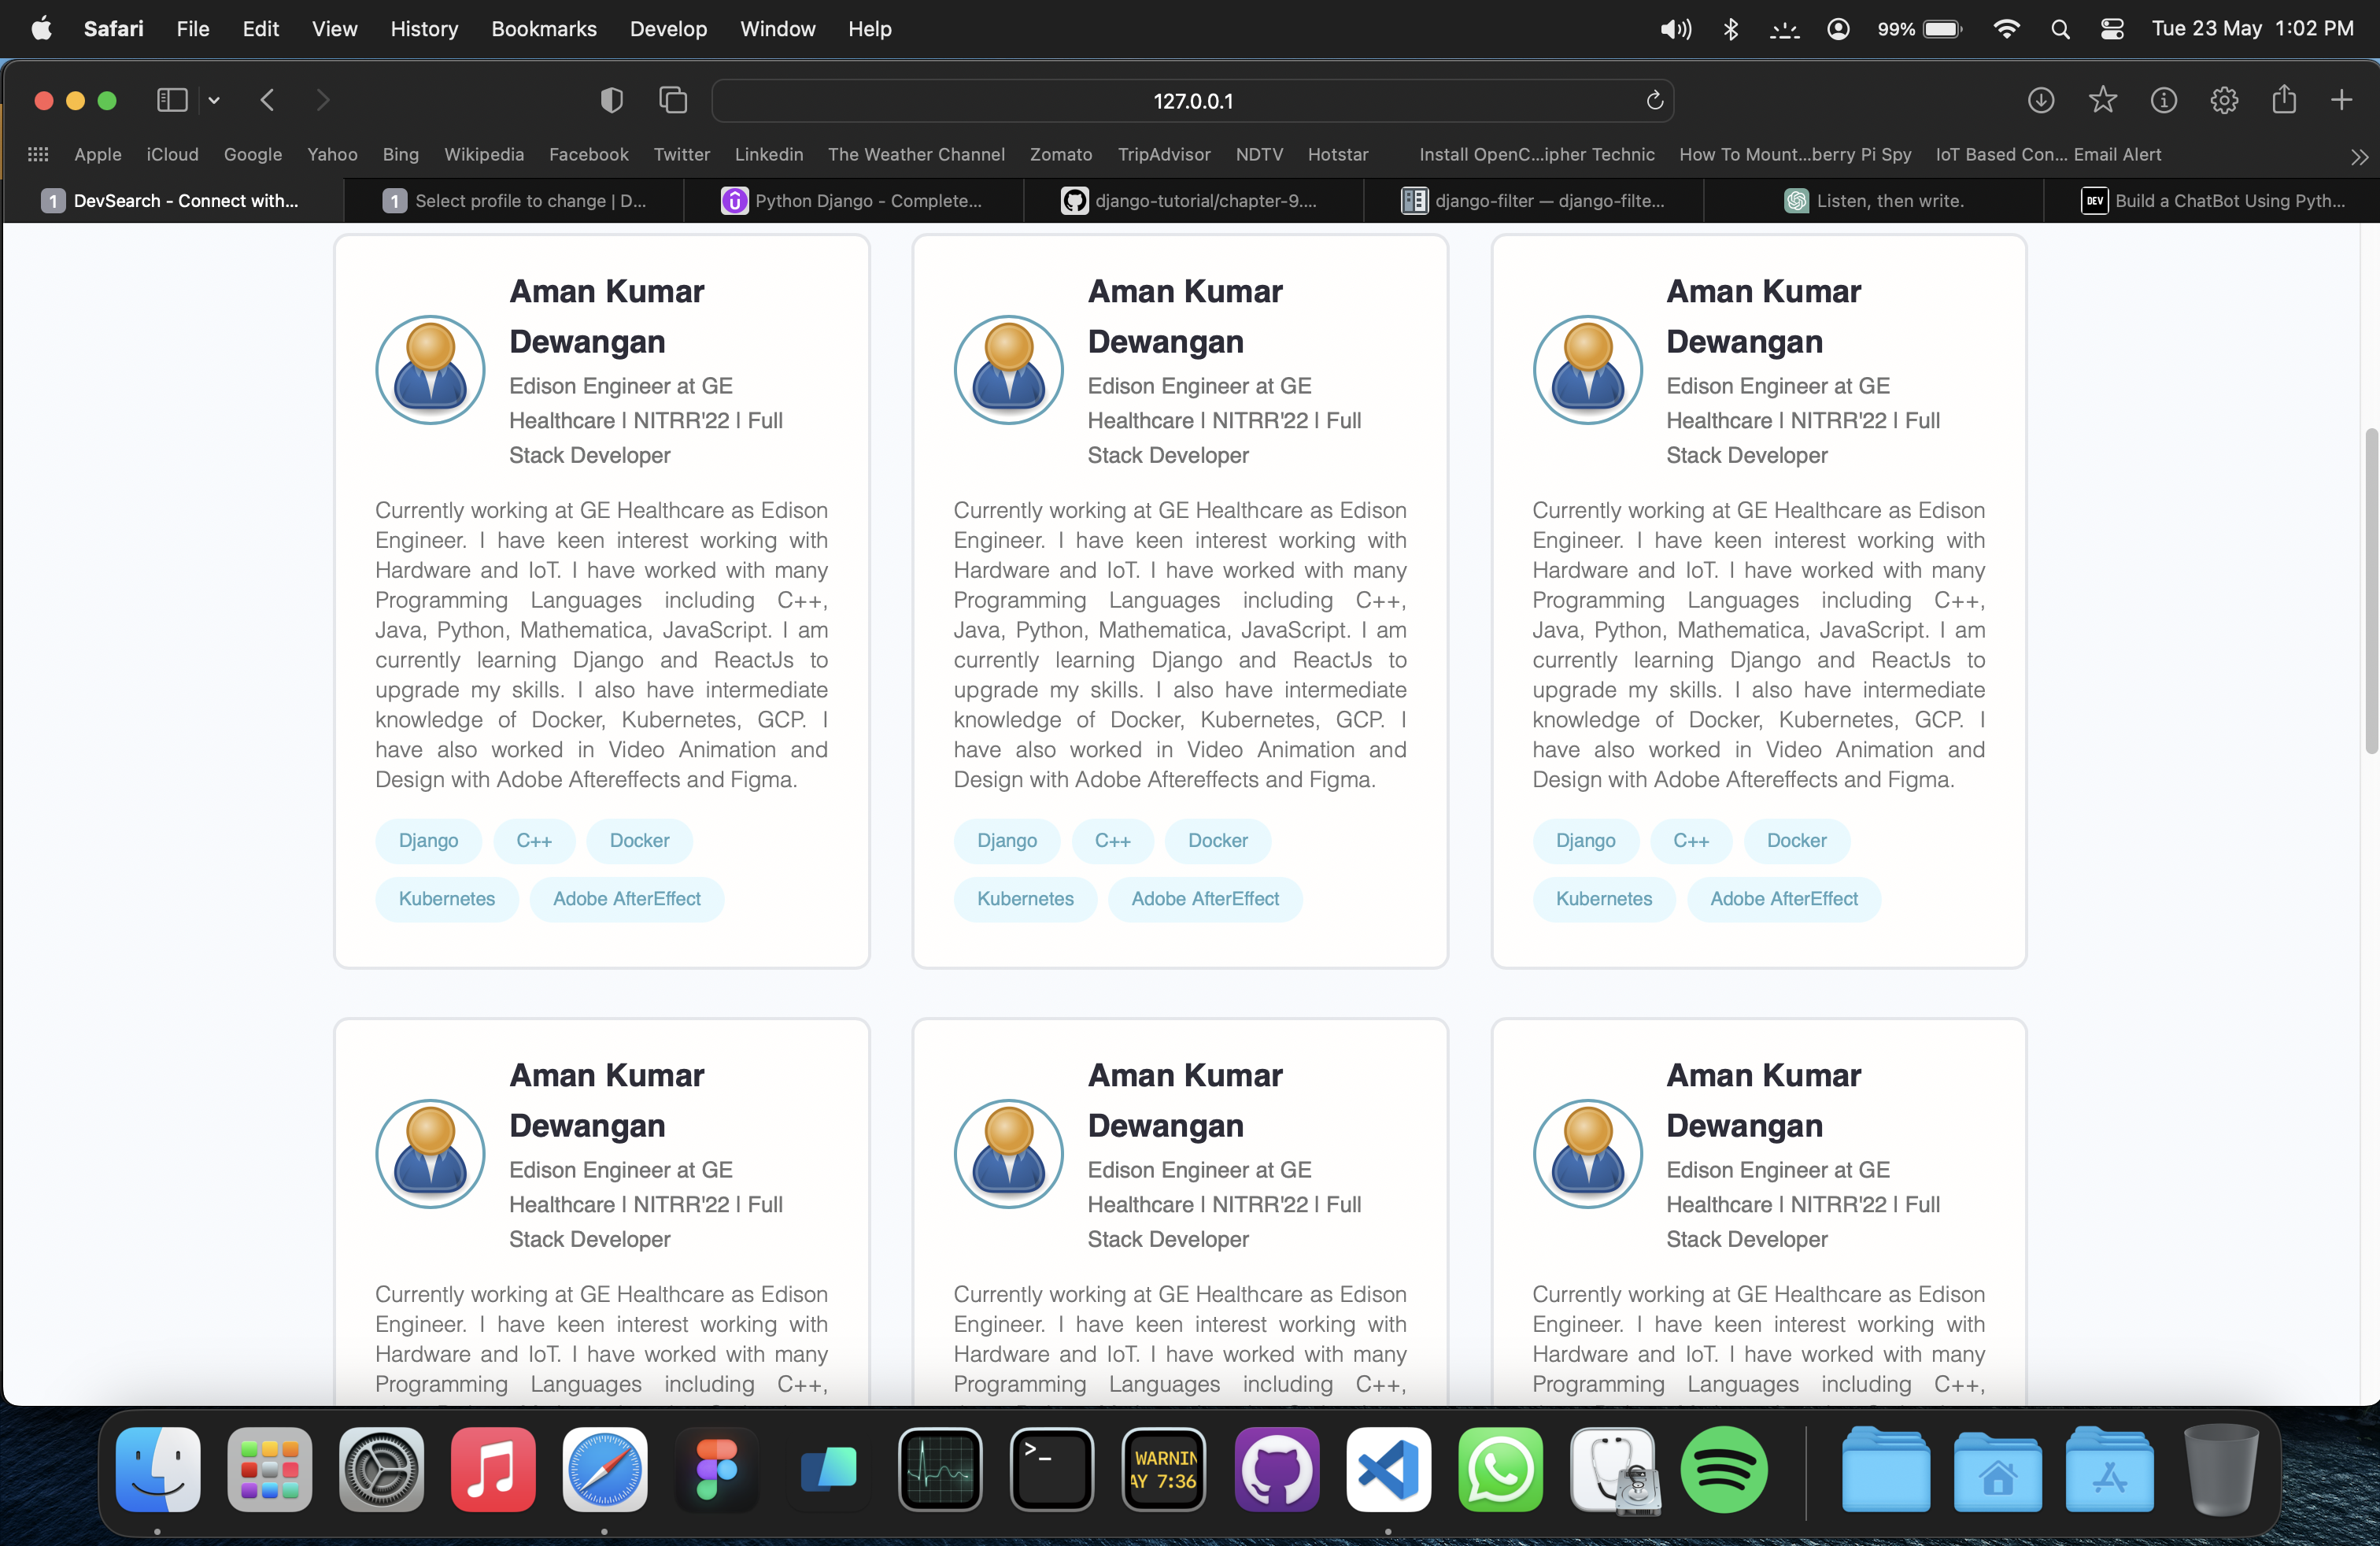 Safari File Edit View History Bookmarks Develop Window Help 99% Tue 23 May 1:02 PM
127.0.0.1
Apple iCloud Google Yahoo Bing Wikipedia Facebook Twitter Linkedin The Weather Channel Zomato TripAdvisor NDTV Hotstar Install OpenC...ipher Technic How To Mount...berry Pi Spy IoT Based Con... Email Alert
1 DevSearch - Connect with... 1 Select profile to change | D... Python Django - Complete... django-tutorial/chapter-9.... django-filter — django-filte... Listen, then write. DEV Build a ChatBot Using Pyth...
Aman Kumar
Dewangan
Edison Engineer at GE
Healthcare | NITRR'22 | Full
Stack Developer
Currently working at GE Healthcare as Edison
Engineer. I have keen interest working with
Hardware and IoT. I have worked with many
Programming Languages including C++,
Java, Python, Mathematica, JavaScript. I am
currently learning Django and ReactJs to
upgrade my skills. I also have intermediate
knowledge of Docker, Kubernetes, GCP. I
have also worked in Video Animation and
Design with Adobe Aftereffects and Figma.
Django C++ Docker
Kubernetes Adobe AfterEffect
Aman Kumar
Dewangan
Edison Engineer at GE
Healthcare | NITRR'22 | Full
Stack Developer
Currently working at GE Healthcare as Edison
Engineer. I have keen interest working with
Hardware and IoT. I have worked with many
Programming Languages including C++,
Java, Python, Mathematica, JavaScript. I am
currently learning Django and ReactJs to
upgrade my skills. I also have intermediate
knowledge of Docker, Kubernetes, GCP. I
have also worked in Video Animation and
Design with Adobe Aftereffects and Figma.
Django C++ Docker
Kubernetes Adobe AfterEffect
Aman Kumar
Dewangan
Edison Engineer at GE
Healthcare | NITRR'22 | Full
Stack Developer
Currently working at GE Healthcare as Edison
Engineer. I have keen interest working with
Hardware and IoT. I have worked with many
Programming Languages including C++,
Java, Python, Mathematica, JavaScript. I am
currently learning Django and ReactJs to
upgrade my skills. I also have intermediate
knowledge of Docker, Kubernetes, GCP. I
have also worked in Video Animation and
Design with Adobe Aftereffects and Figma.
Django C++ Docker
Kubernetes Adobe AfterEffect
Aman Kumar
Dewangan
Edison Engineer at GE
Healthcare | NITRR'22 | Full
Stack Developer
Currently working at GE Healthcare as Edison
Engineer. I have keen interest working with
Hardware and IoT. I have worked with many
Programming Languages including C++,
Aman Kumar
Dewangan
Edison Engineer at GE
Healthcare | NITRR'22 | Full
Stack Developer
Currently working at GE Healthcare as Edison
Engineer. I have keen interest working with
Hardware and IoT. I have worked with many
Programming Languages including C++,
Aman Kumar
Dewangan
Edison Engineer at GE
Healthcare | NITRR'22 | Full
Stack Developer
Currently working at GE Healthcare as Edison
Engineer. I have keen interest working with
Hardware and IoT. I have worked with many
Programming Languages including C++,
>_
WARNIN
AY 7:36